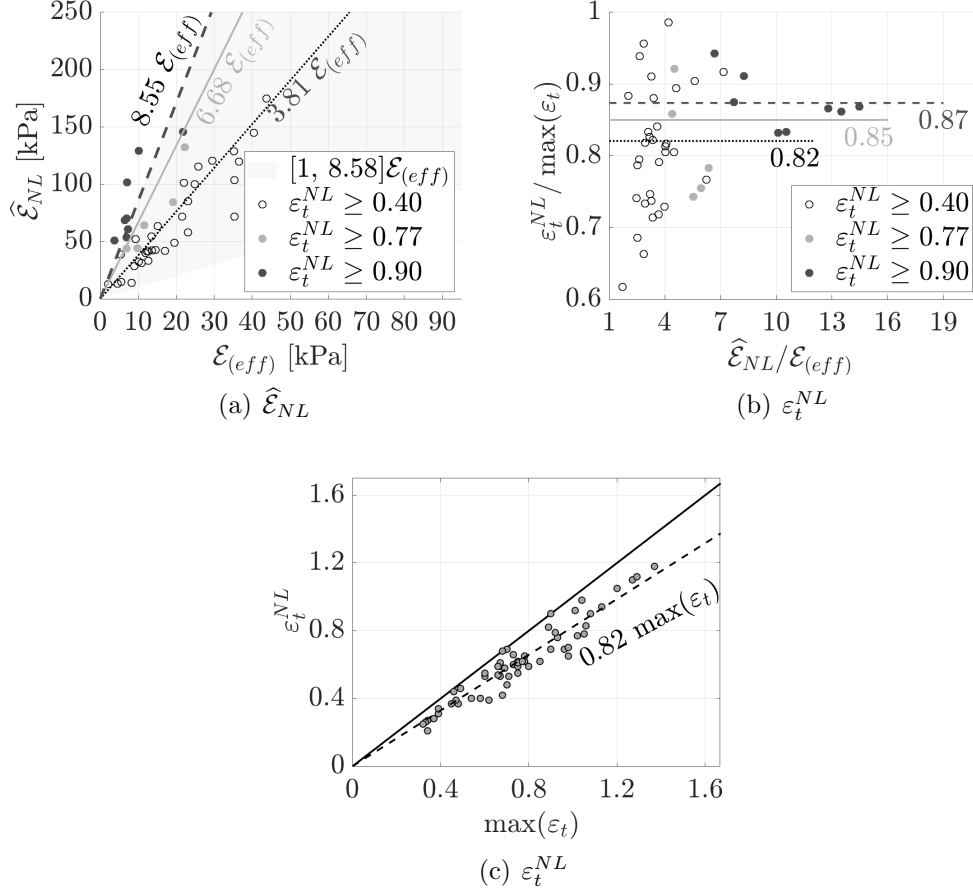 250
200
150
100
50
0
0 10 20 30 40 50 60 70 80 90
ℰ̂_NL [kPa]
ℰ_(eff) [kPa]
8.55 ℰ_(eff)
6.68 ℰ_(eff)
3.81 ℰ_(eff)
[1, 8.58]ℰ_(eff)
ε_t^NL ≥ 0.40
ε_t^NL ≥ 0.77
ε_t^NL ≥ 0.90
(a) ℰ̂_NL
1
0.9
0.8
0.7
0.6
1 4 7 10 13 16 19
ε_t^NL / max(ε_t)
ℰ̂_NL/ℰ_(eff)
0.87
0.85
0.82
ε_t^NL ≥ 0.40
ε_t^NL ≥ 0.77
ε_t^NL ≥ 0.90
(b) ε_t^NL
1.6
1.2
0.8
0.4
0
0 0.4 0.8 1.2 1.6
ε_t^NL
0.82 max(ε_t)
max(ε_t)
(c) ε_t^NL